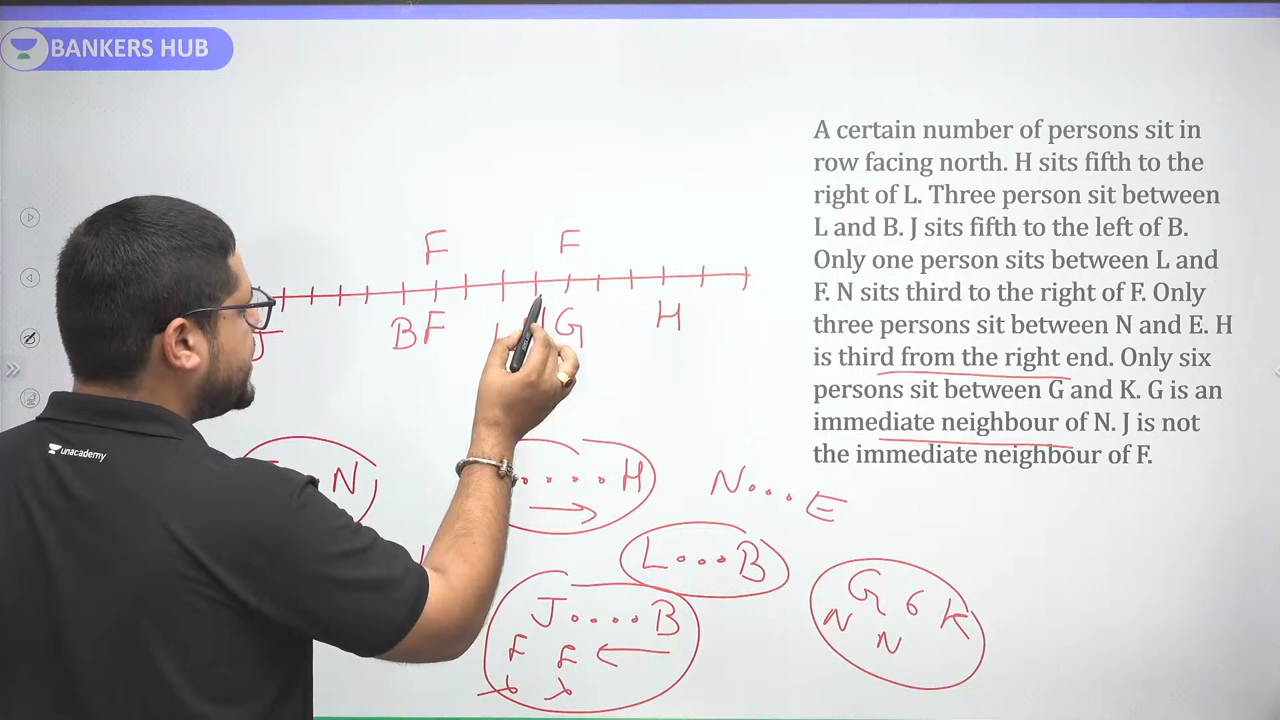 BANKERS HUB
A certain number of persons sit in
row facing north. H sits fifth to the
right of L. Three person sit between
L and B. J sits fifth to the left of B.
Only one person sits between L and
F. N sits third to the right of F. Only
three persons sit between N and E. H
is third from the right end. Only six
persons sit between G and K. G is an
immediate neighbour of N. J is not
the immediate neighbour of F.
F F
B F G H
N
....H
N...E
L...B
J....B
F F
G 6 K
N N
unacademy